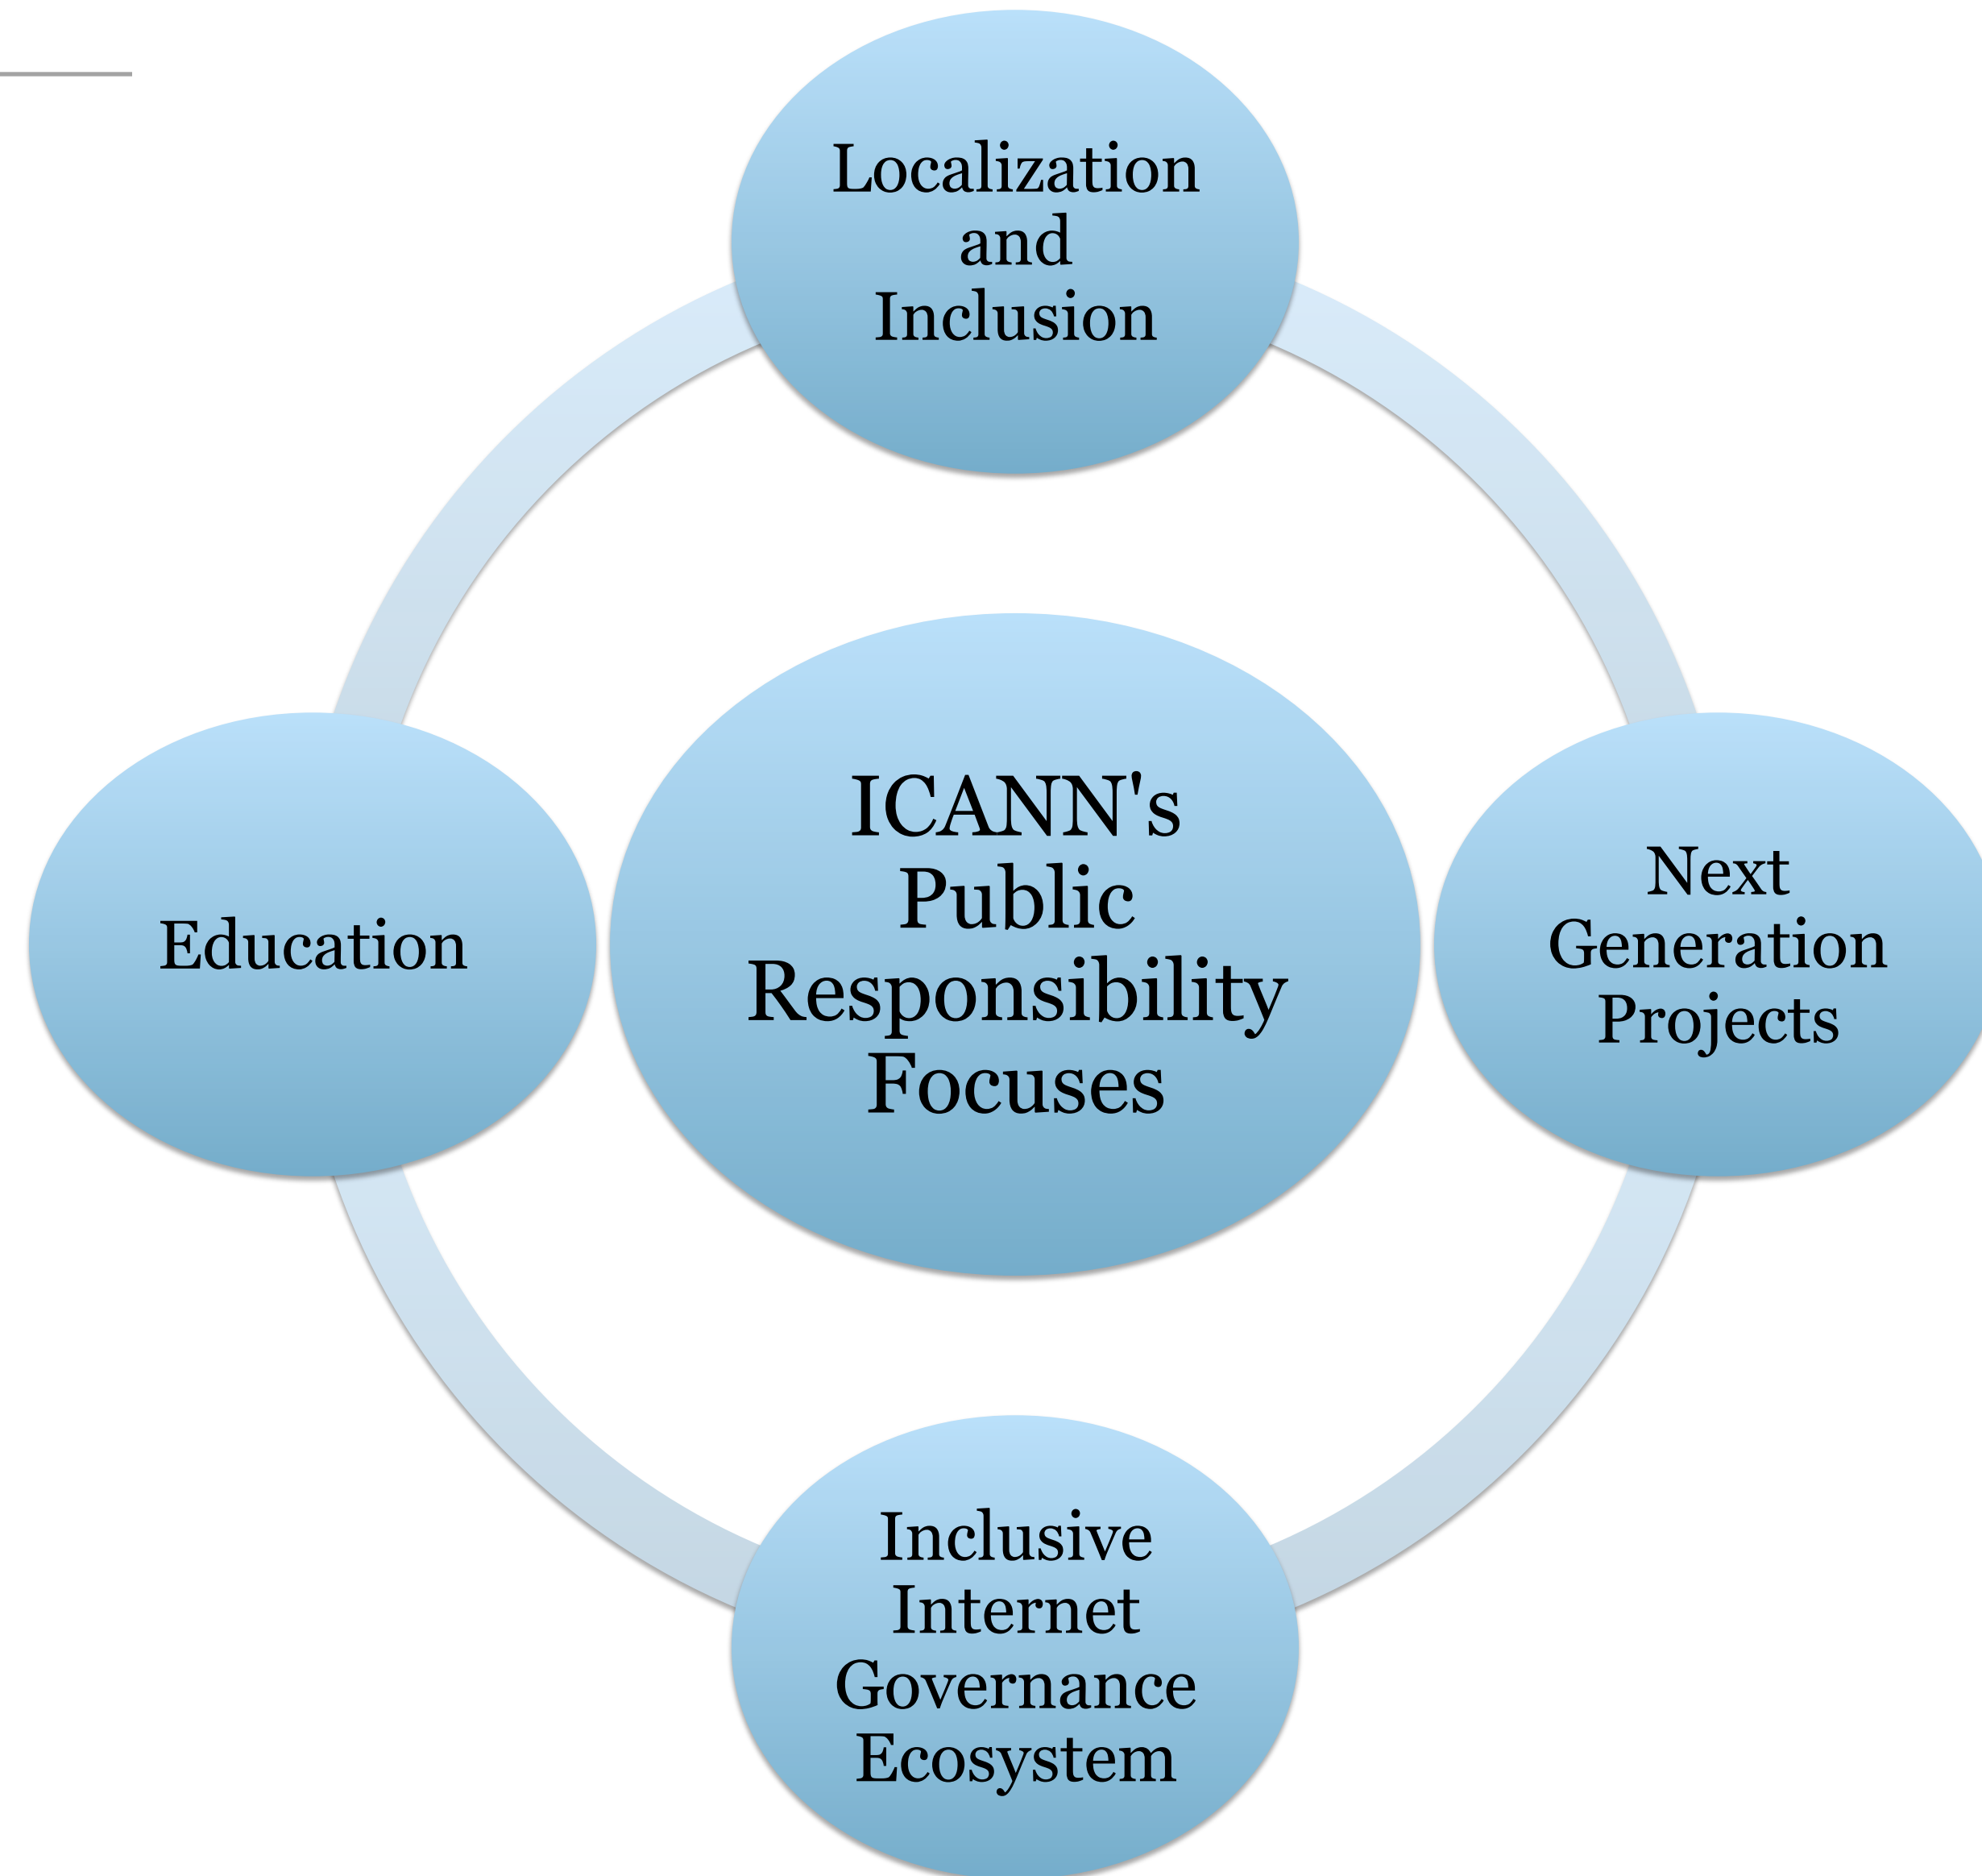 Localization
and
Inclusion
Education
ICANN's
Public
Responsibility
Focuses
Next
Generation
Projects
Inclusive
Internet
Governance
Ecosystem